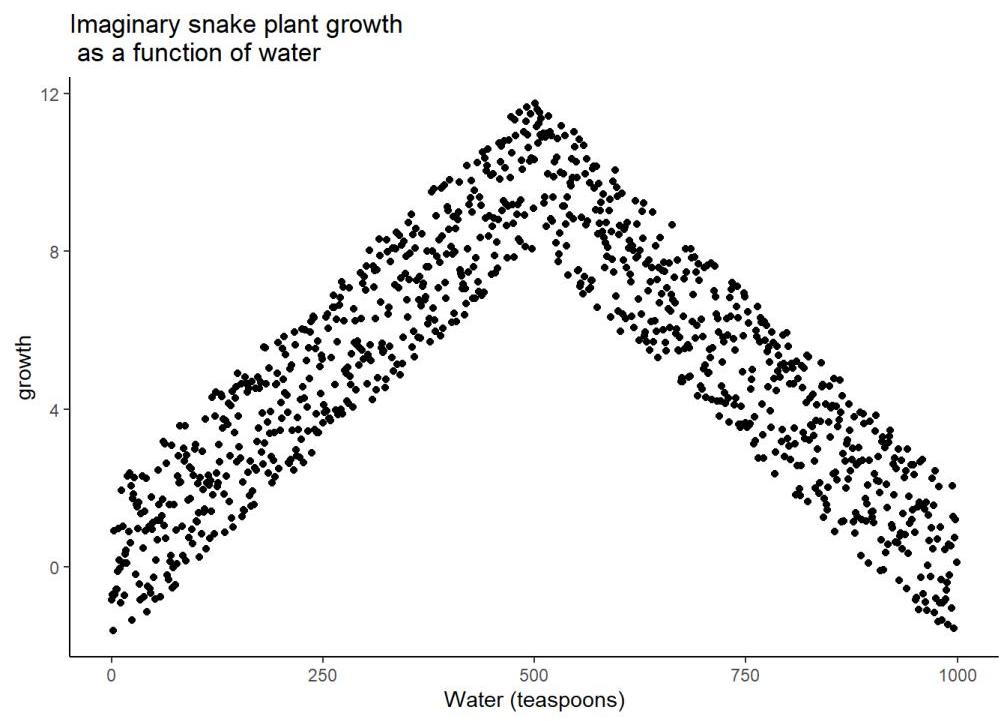 Imaginary snake plant growth
as a function of water
12
8
4
0
growth
0 250 500 750 1000
Water (teaspoons)